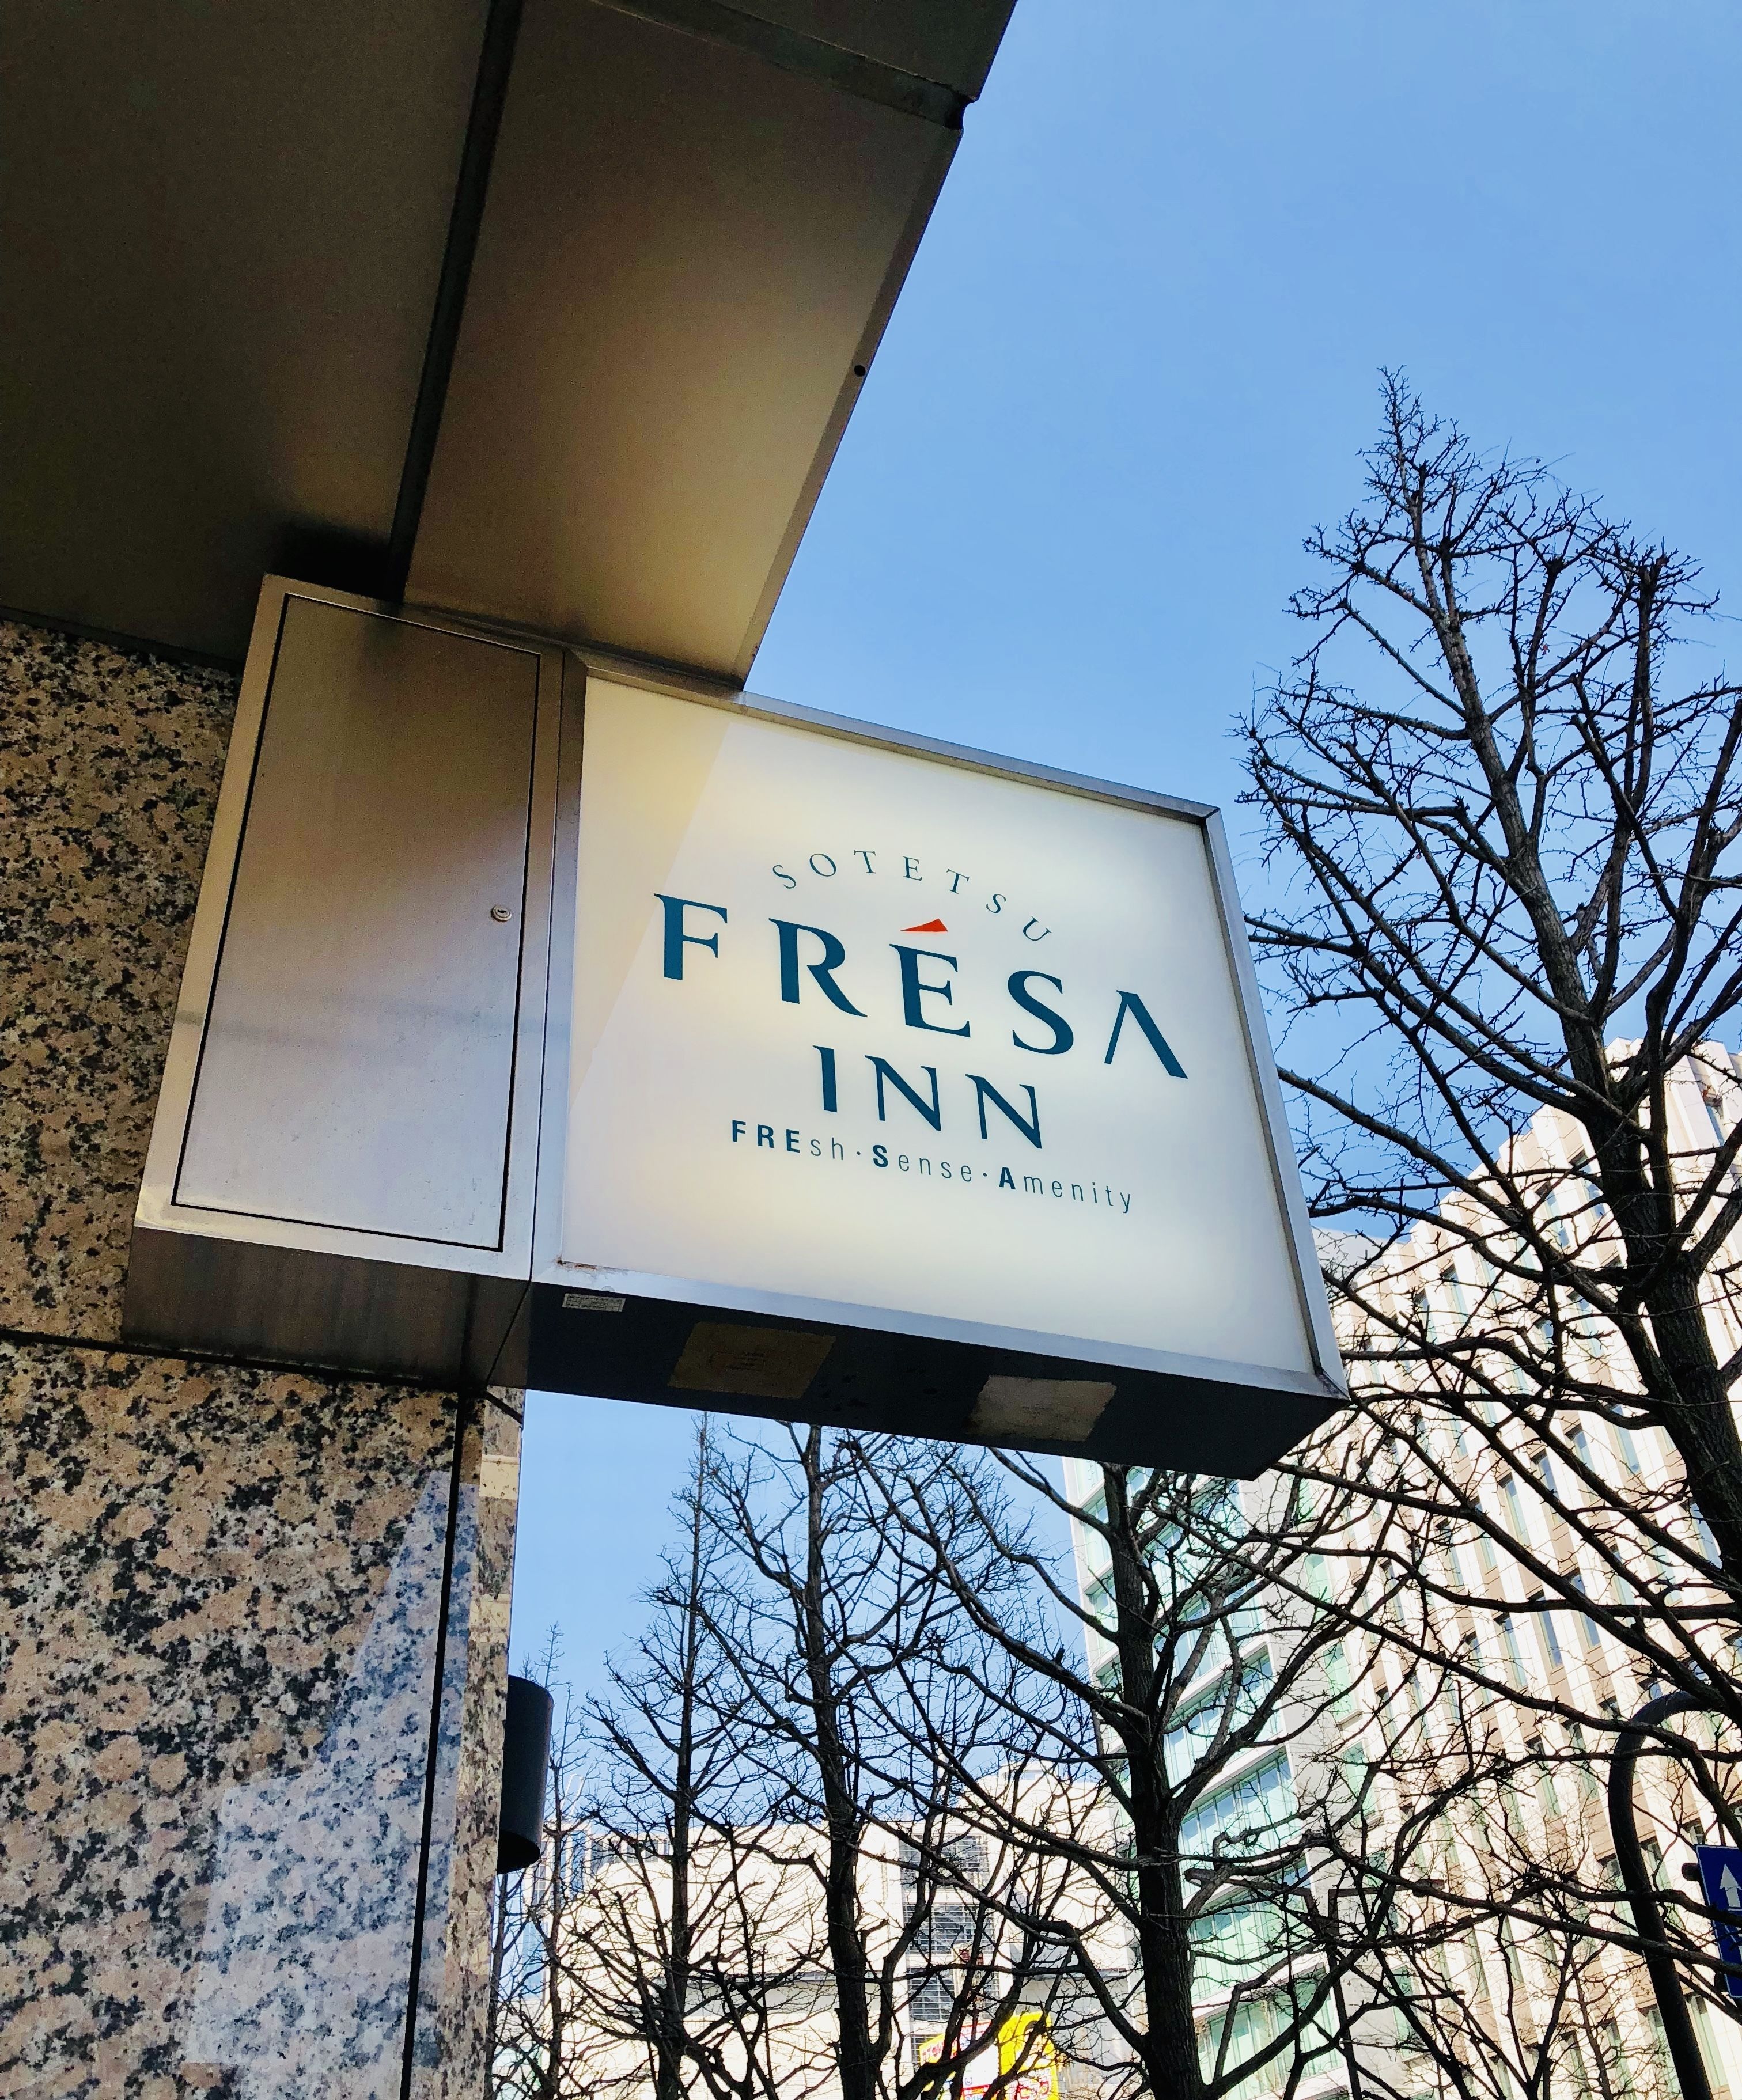 SOTETSU
FRÉSA
INN
FREsh·Sense·Amenity